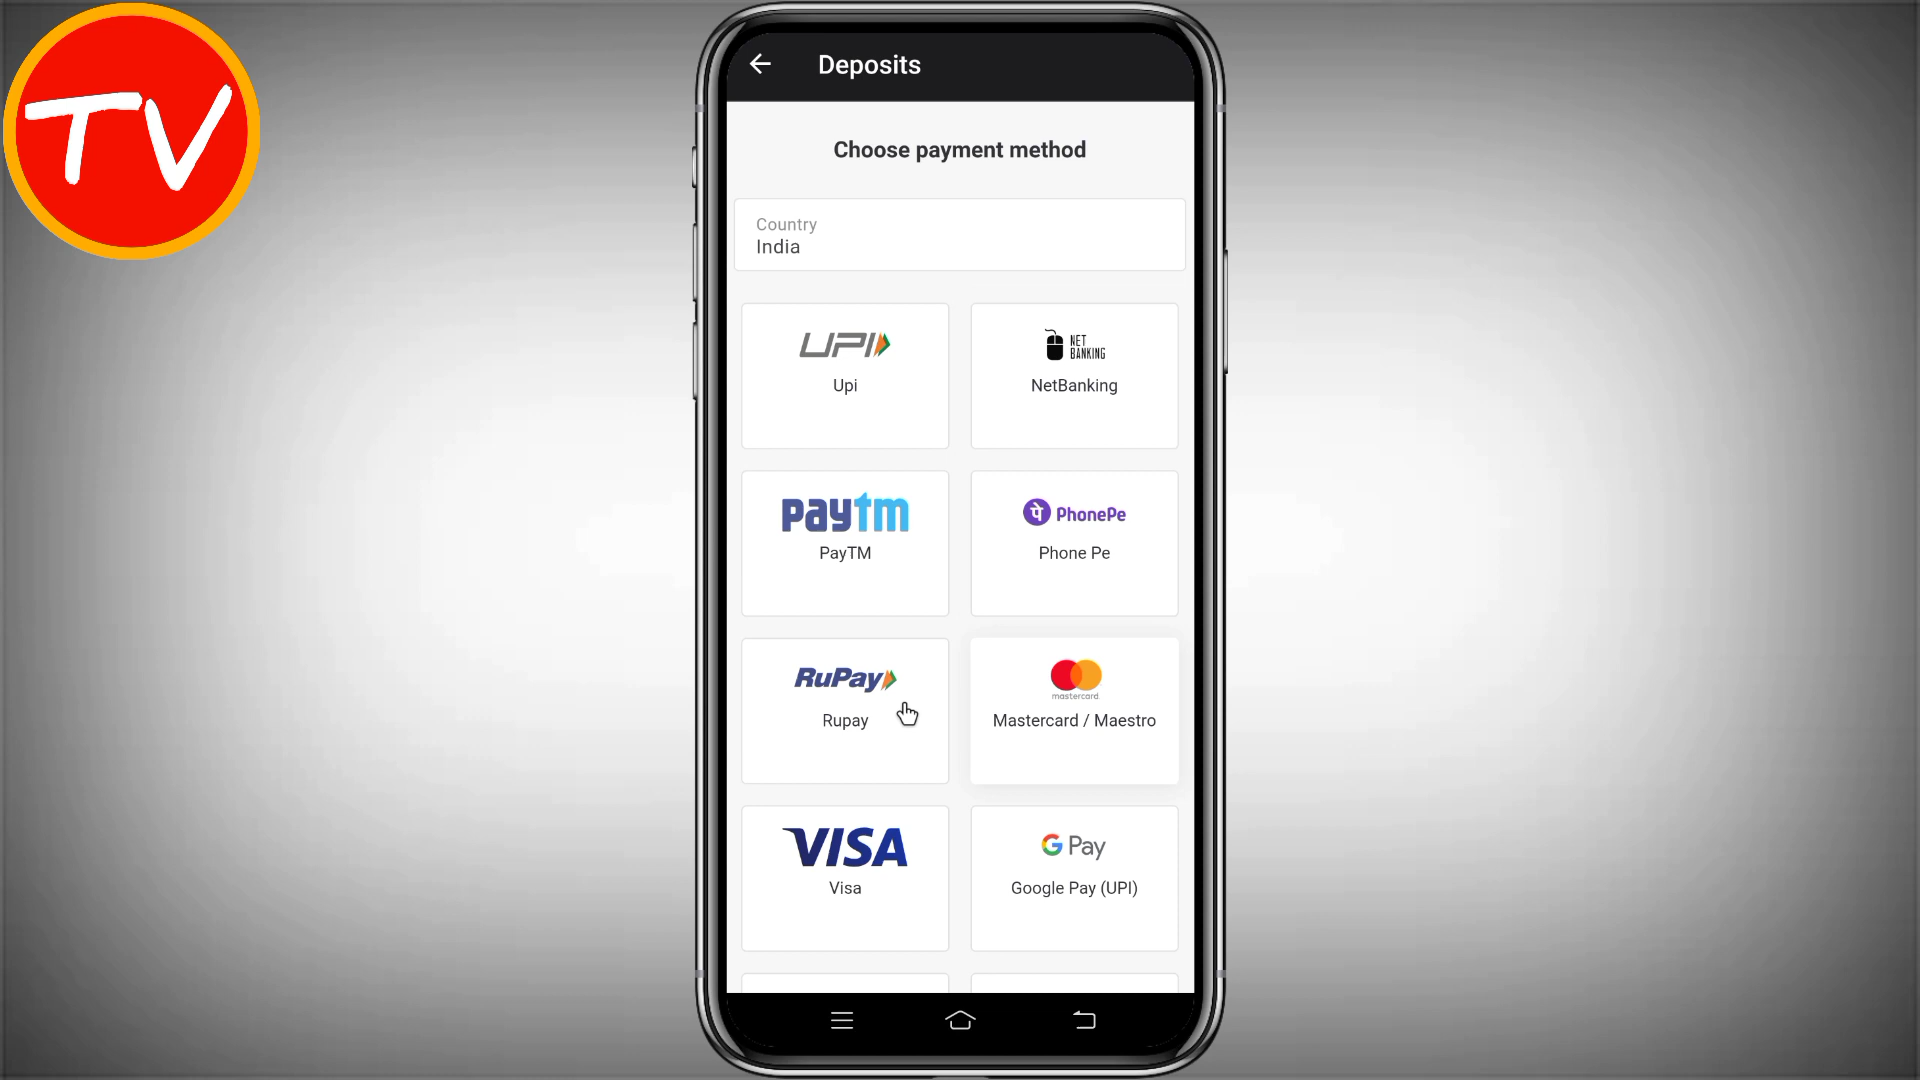 TV
Deposits
Choose payment method
Country
India
UPI
Upi
NET
BANKING
NetBanking
paytm
PayTM
पे PhonePe
Phone Pe
RuPay
Rupay
mastercard
Mastercard / Maestro
VISA
Visa
G Pay
Google Pay (UPI)